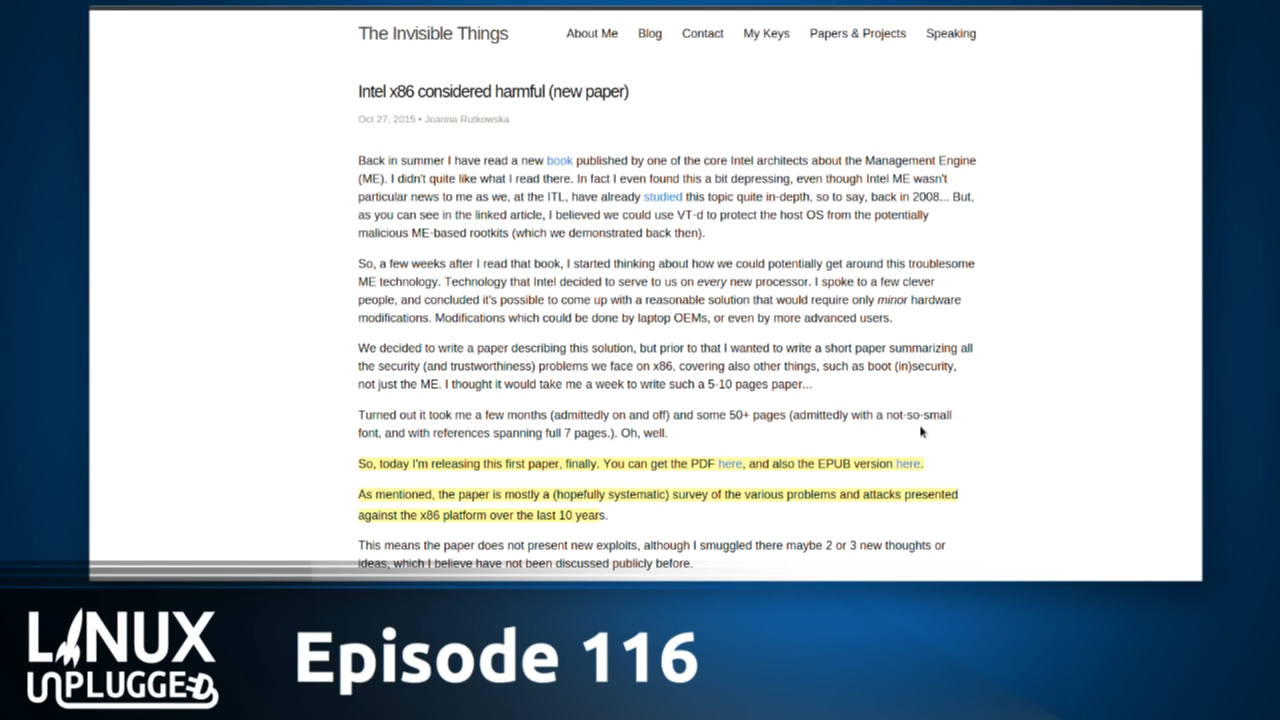 The Invisible Things
About Me Blog Contact My Keys Papers & Projects Speaking
Intel x86 considered harmful (new paper)
Oct 27, 2015 • Joanna Rutkowska
Back in summer I have read a new book published by one of the core Intel architects about the Management Engine
(ME). I didn't quite like what I read there. In fact I even found this a bit depressing, even though Intel ME wasn't
particular news to me as we, at the ITL, have already studied this topic quite in-depth, so to say, back in 2008... But,
as you can see in the linked article, I believed we could use VT-d to protect the host OS from the potentially
malicious ME-based rootkits (which we demonstrated back then).
So, a few weeks after I read that book, I started thinking about how we could potentially get around this troublesome
ME technology. Technology that Intel decided to serve to us on every new processor. I spoke to a few clever
people, and concluded it's possible to come up with a reasonable solution that would require only minor hardware
modifications. Modifications which could be done by laptop OEMs, or even by more advanced users.
We decided to write a paper describing this solution, but prior to that I wanted to write a short paper summarizing all
the security (and trustworthiness) problems we face on x86, covering also other things, such as boot (in)security,
not just the ME. I thought it would take me a week to write such a 5-10 pages paper...
Turned out it took me a few months (admittedly on and off) and some 50+ pages (admittedly with a not-so-small
font, and with references spanning full 7 pages.). Oh, well.
So, today I'm releasing this first paper, finally. You can get the PDF here, and also the EPUB version here.
As mentioned, the paper is mostly a (hopefully systematic) survey of the various problems and attacks presented
against the x86 platform over the last 10 years.
This means the paper does not present new exploits, although I smuggled there maybe 2 or 3 new thoughts or
ideas, which I believe have not been discussed publicly before.
LINUX
UNPLUGGED
Episode 116